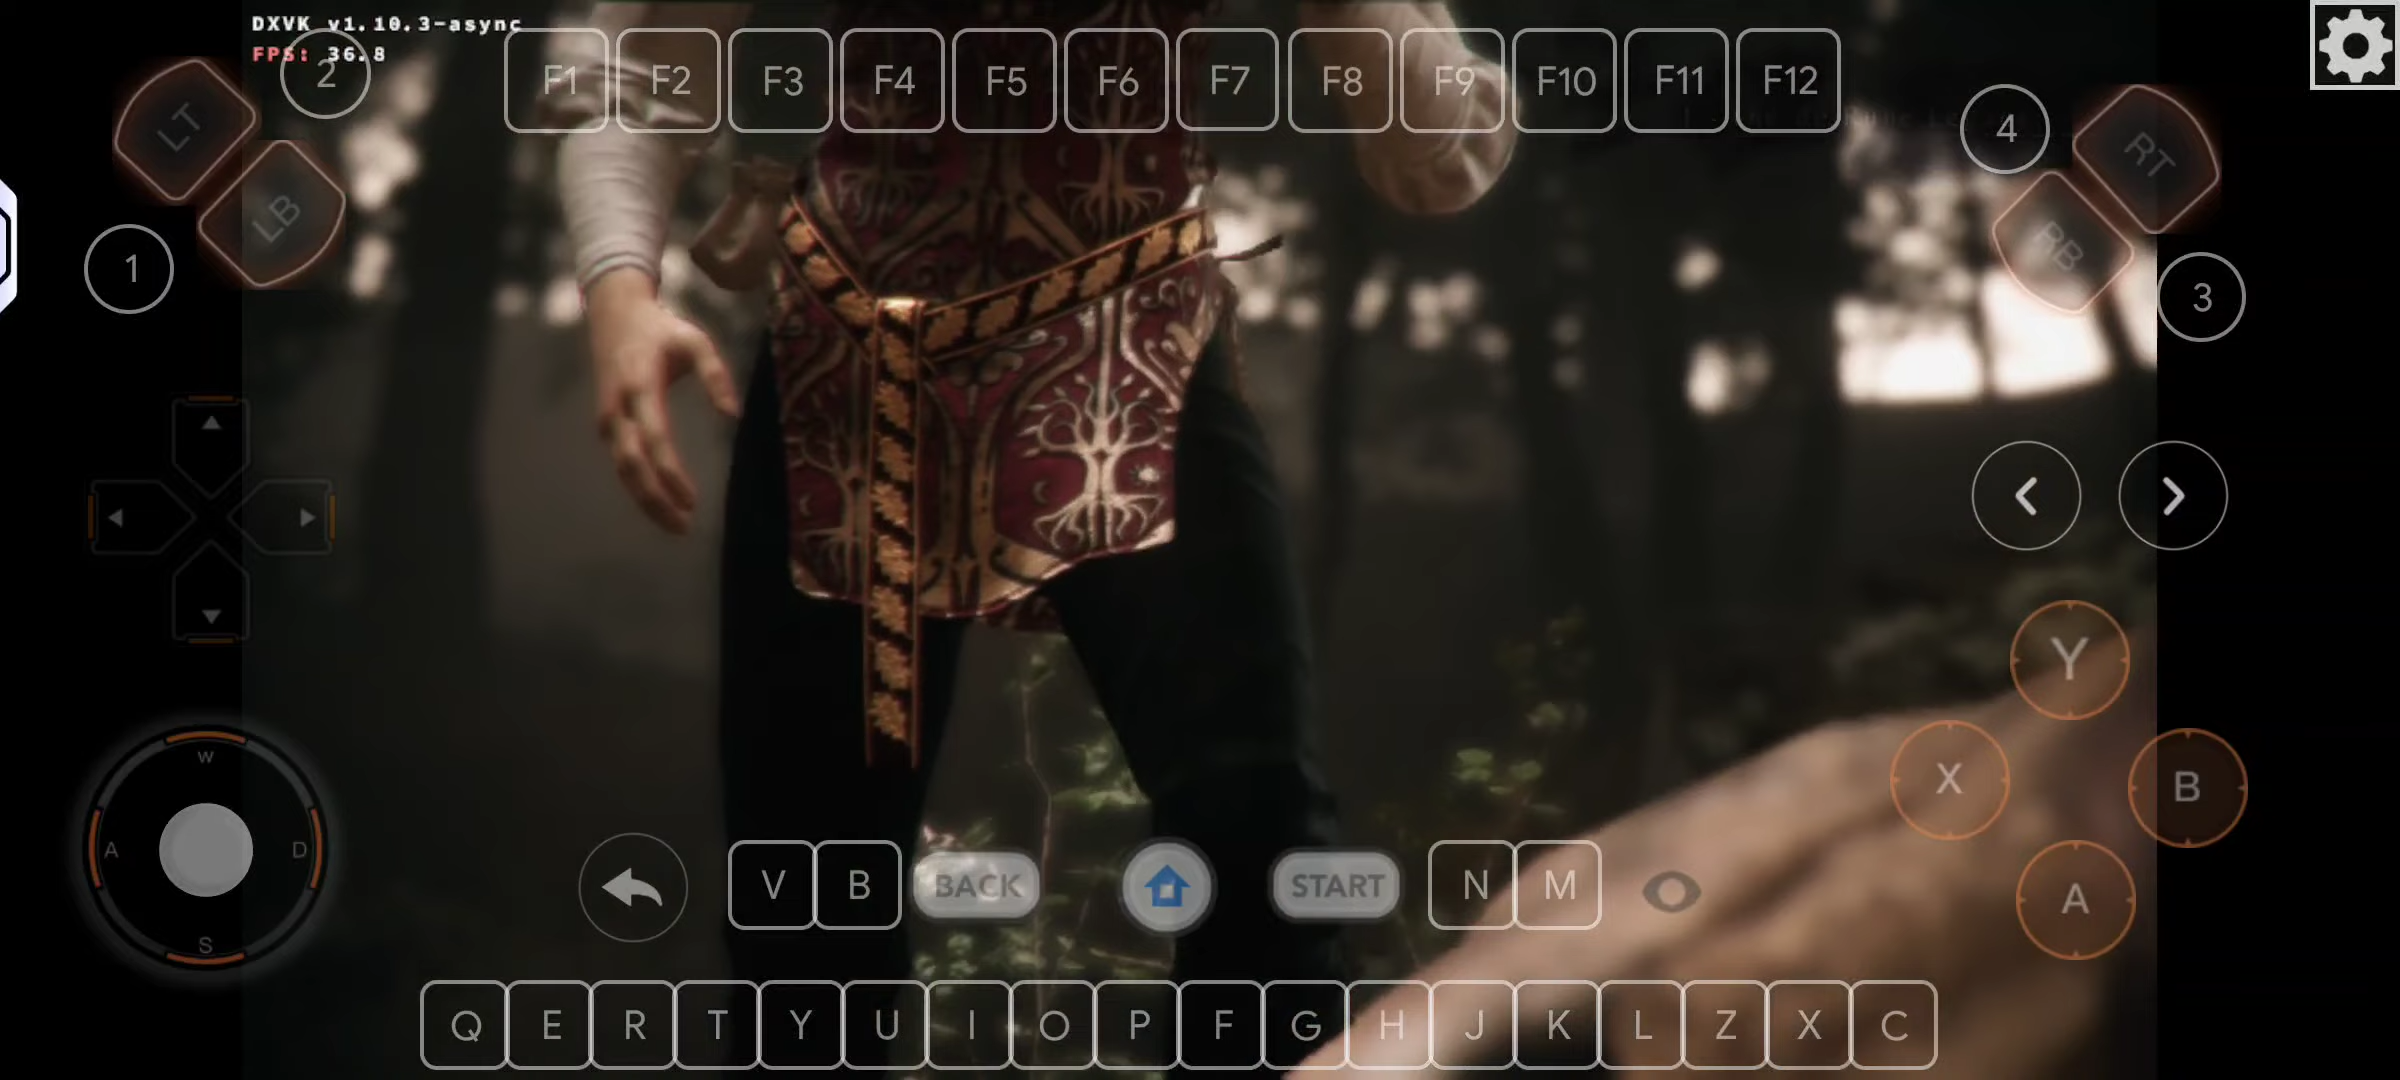 DXVK v1.10.3-async
FPS: 36.8
F1 F2 F3 F4 F5 F6 F7 F8 F9 F10 F11 F12
LT 2 4 RT
LB RB
1 3
Y
W
X B
A D
V B BACK START N M
A
S
Q E R T Y U I O P F G H J K L Z X C